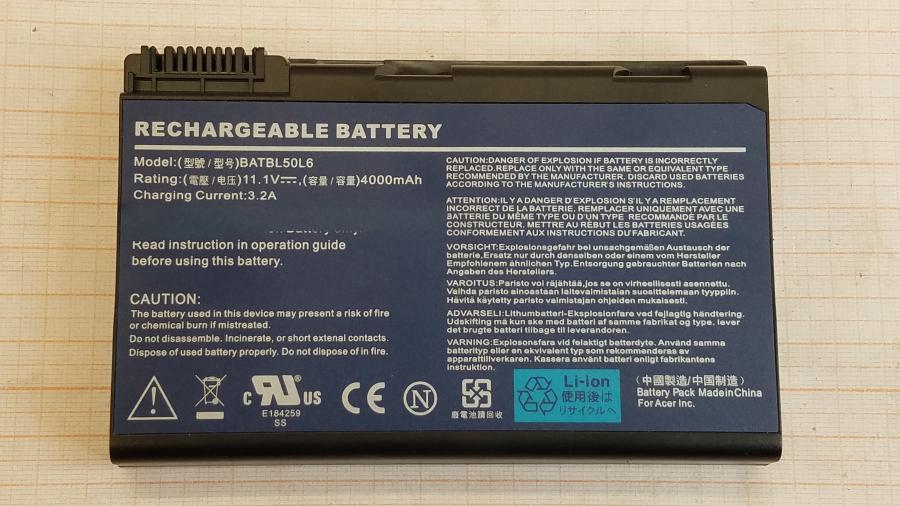 RECHARGEABLE BATTERY
Model:(型號/型号)BATBL50L6
Rating:(電壓/电压)11.1V⎓,(容量/容量)4000mAh
Charging Current:3.2A
Read instruction in operation guide
before using this battery.
CAUTION:
The battery used in this device may present a risk of fire
or chemical burn if mistreated.
Do not disassemble. Incinerate, or short extenal contacts.
Dispose of used battery properly. Do not dispose in fire.
CAUTION:DANGER OF EXPLOSION IF BATTERY IS INCORRECTLY
REPLACED.REPLACE ONLY WITH THE SAME OR EQUIVALENT TYPE
RECOMMENDED BY THE MANUFACTURER. DISCARD USED BATTERIES
ACCORDING TO THE MANUFACTURER'S INSTRUCTIONS.
ATTENTION:IL Y A DANGER D'EXPLOSION S'IL Y A REMPLACEMENT
INCORRECT DE LA BATTERIE. REMPLACER UNIQUEMENT AVEC UNE
BATTERIE DU MÊME TYPE OU D'UN TYPE RECOMMANDÉ PAR LE
CONSTRUCTEUR. METTRE AU RÉBUT LES BATTERIES USAGÉES
CONFORMÉMENT AUX INSTRUCTIONS DU FABRICANT.
VORSICHT:Explosionsgefahr bei unsachgemäßen Austausch der
batterie,Ersatz nur durch denselben oder einem vom Hersteller
Empfohlenem ähnlichen Typ.Entsorgung gebrauchter Batterien nach
Angaben des Herstellers.
VAROITUS:Paristo voi räjähtää,jos se on virheellisesti asennettu.
Vaihda paristo ainoastaan laitevalmistajan suosittelemaan tyyppiin.
Hävitä käytetty paristo valmistajan ohjeiden mukaisesti.
ADVARSELI:Lithumbatteri-Eksplosionfare ved fejlagtig händtering.
Udskifting må kun ske med batteri af samme fabrikat og type, lever
det brugte batteri tilbage til leverandoren.
VARNING:Explosionsfara vid felaktigt batterdyte. Använd samma
batterityp eller en ekvivalent typ som rekommenderas av
apparattilverkaren. Kassera använt batteri enligt fabrikantens
instruktion.
c RU US
E184259
SS
CE
N
廢電池請回收
Li-ion
使用後は
リサイクルへ
(中國製造/中国制造)
Battery Pack MadeinChina
For Acer Inc.